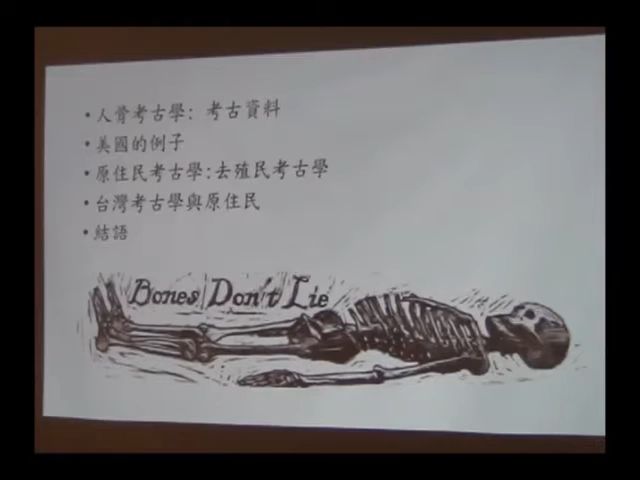 • 人骨考古學: 考古資料
• 美國的例子
• 原住民考古學:去殖民考古學
• 台灣考古學與原住民
• 結語
Bones Don't Lie